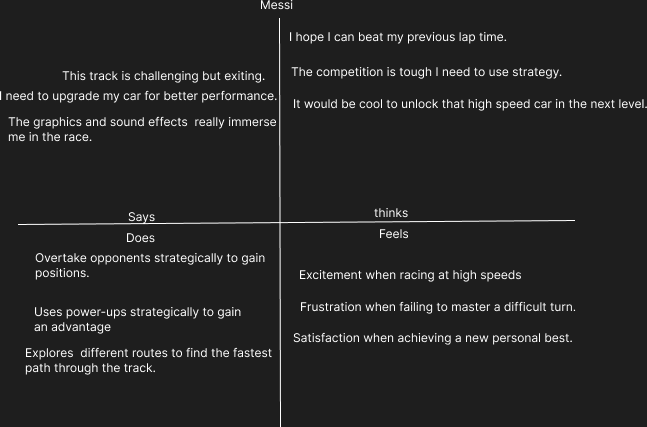 Messi
This track is challenging but exiting.
I need to upgrade my car for better performance.
The graphics and sound effects  really immerse
me in the race.
Says
I hope I can beat my previous lap time.
The competition is tough I need to use strategy.
It would be cool to unlock that high speed car in the next level.
thinks
Does
Overtake opponents strategically to gain
positions.
Uses power-ups strategically to gain
an advantage
Explores  different routes to find the fastest
path through the track.
Feels
Excitement when racing at high speeds
Frustration when failing to master a difficult turn.
Satisfaction when achieving a new personal best.